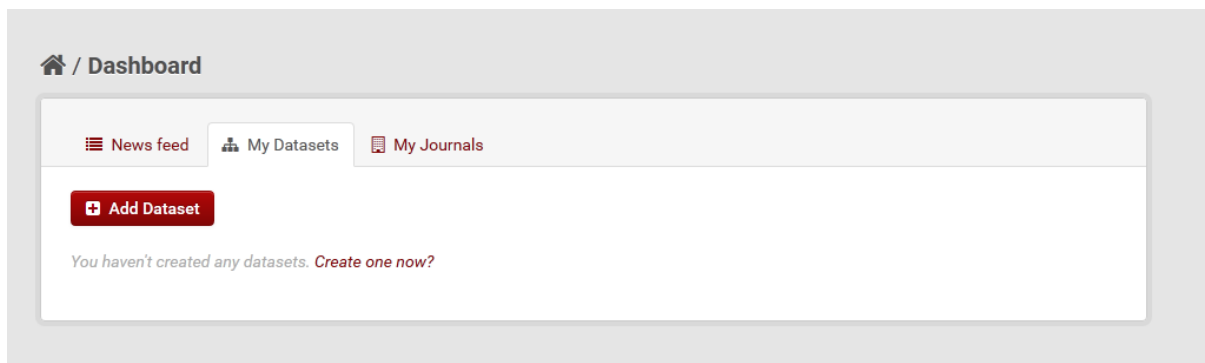 / Dashboard
News feed My Datasets My Journals
Add Dataset
You haven't created any datasets. Create one now?